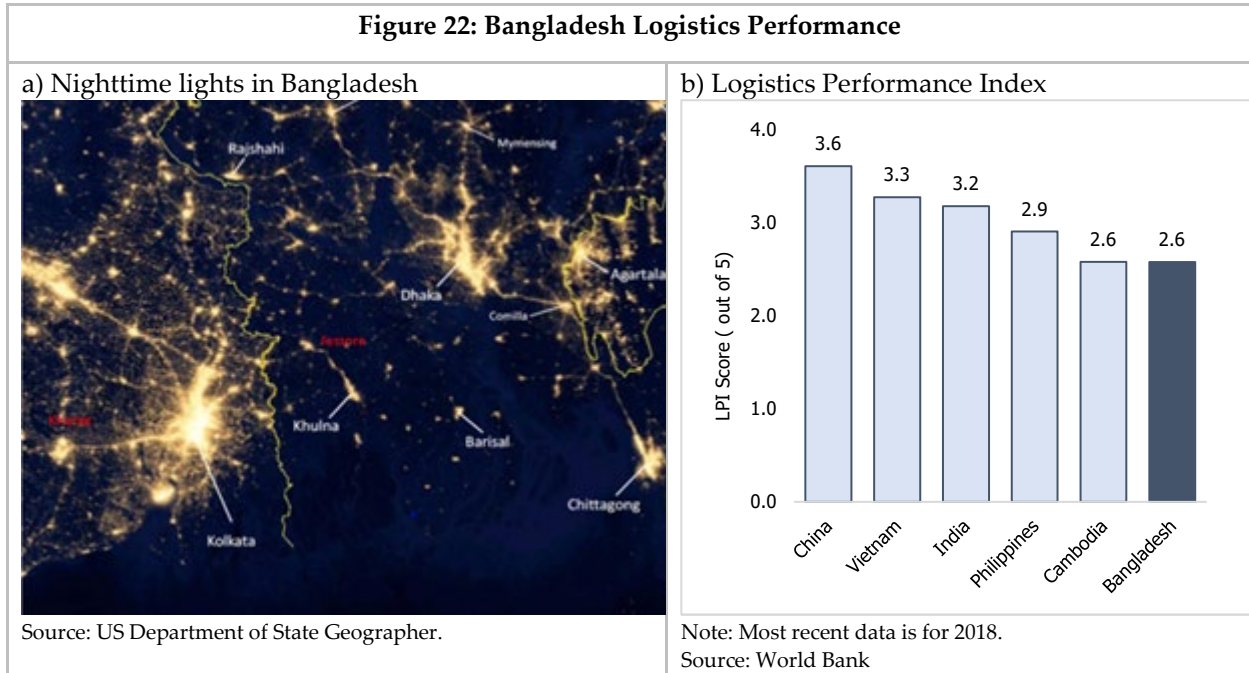 Figure 22: Bangladesh Logistics Performance
a) Nighttime lights in Bangladesh
Rajshahi
Mymensing
Dhaka
Agartala
Comilla
Jessore
Khulna
Barisal
Chittagong
Kolkata
Source: US Department of State Geographer.
b) Logistics Performance Index
LPI Score ( out of 5)
4.0
3.0
2.0
1.0
0.0
3.6
3.3
3.2
2.9
2.6
2.6
China
Vietnam
India
Philippines
Cambodia
Bangladesh
Note: Most recent data is for 2018.
Source: World Bank